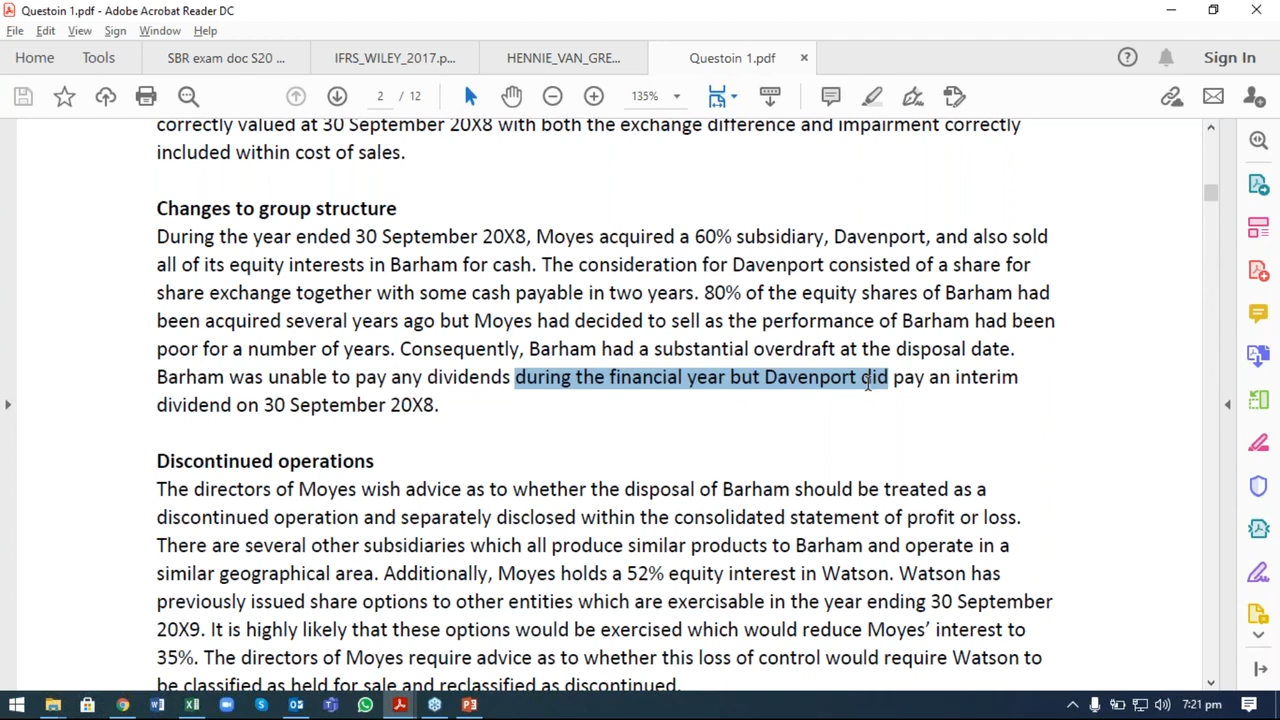 Questoin 1.pdf - Adobe Acrobat Reader DC
File Edit View Sign Window Help
Home Tools SBR exam doc S20 ... IFRS_WILEY_2017.p... HENNIE_VAN_GRE... Questoin 1.pdf × Sign In
2 / 12 135%
correctly valued at 30 September 20X8 with both the exchange difference and impairment correctly
included within cost of sales.
Changes to group structure
During the year ended 30 September 20X8, Moyes acquired a 60% subsidiary, Davenport, and also sold
all of its equity interests in Barham for cash. The consideration for Davenport consisted of a share for
share exchange together with some cash payable in two years. 80% of the equity shares of Barham had
been acquired several years ago but Moyes had decided to sell as the performance of Barham had been
poor for a number of years. Consequently, Barham had a substantial overdraft at the disposal date.
Barham was unable to pay any dividends during the financial year but Davenport did pay an interim
dividend on 30 September 20X8.
Discontinued operations
The directors of Moyes wish advice as to whether the disposal of Barham should be treated as a
discontinued operation and separately disclosed within the consolidated statement of profit or loss.
There are several other subsidiaries which all produce similar products to Barham and operate in a
similar geographical area. Additionally, Moyes holds a 52% equity interest in Watson. Watson has
previously issued share options to other entities which are exercisable in the year ending 30 September
20X9. It is highly likely that these options would be exercised which would reduce Moyes’ interest to
35%. The directors of Moyes require advice as to whether this loss of control would require Watson to
be classified as held for sale and reclassified as discontinued.
7:21 pm